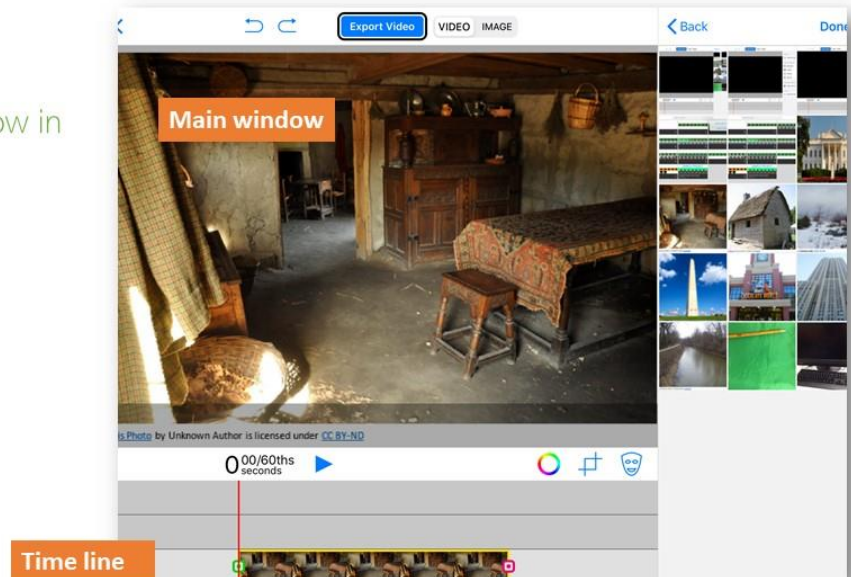 ow in
Export Video
VIDEO IMAGE
Back
Done
Main window
is Photo by Unknown Author is licensed under CC BY-ND
0 00/60ths
seconds
Time line